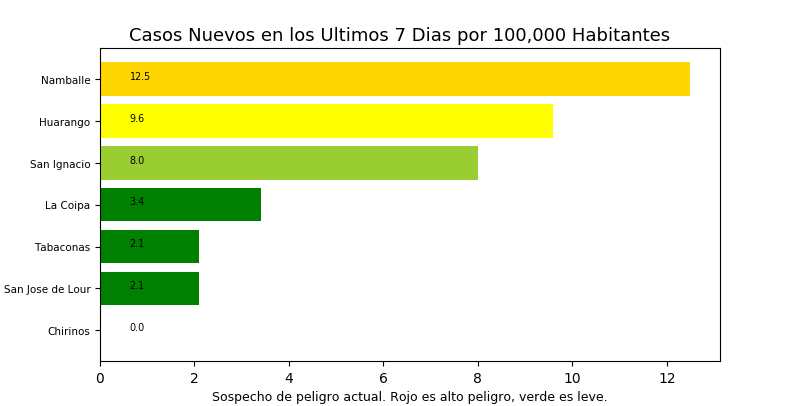 Casos Nuevos en los Ultimos 7 Dias por 100,000 Habitantes
Namballe 12.5
Huarango 9.6
San Ignacio 8.0
La Coipa 3.4
Tabaconas 2.1
San Jose de Lour 2.1
Chirinos 0.0
0 2 4 6 8 10 12
Sospecho de peligro actual. Rojo es alto peligro, verde es leve.